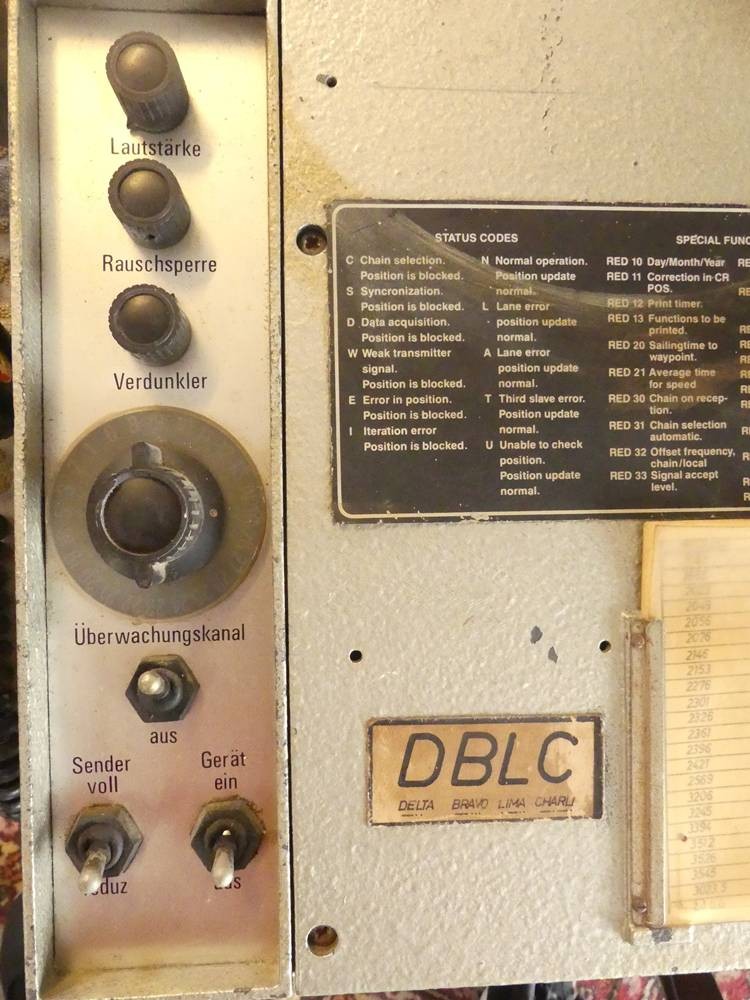 Lautstärke
Rauschsperre
Verdunkler
Überwachungskanal
aus
Sender
voll
Gerät
ein
aus
STATUS CODES
C Chain selection.
Position is blocked.
S Syncronization.
Position is blocked.
D Data acquisition.
Position is blocked.
W Weak transmitter
signal.
Position is blocked.
E Error in position.
Position is blocked.
I Iteration error
Position is blocked.
N Normal operation.
Position update
normal.
L Lane error
position update
normal.
A Lane error
position update
normal.
T Third slave error.
Position update
normal.
U Unable to check
position.
Position update
normal.
SPECIAL FUNC
RED 10 Day/Month/Year
RED 11 Correction in CR
POS.
RED 12 Print timer.
RED 13 Functions to be
printed.
RED 20 Sailingtime to
waypoint.
RED 21 Average time
for speed
RED 30 Chain on recep-
tion.
RED 31 Chain selection
automatic.
RED 32 Offset frequency,
chain/local
RED 33 Signal accept
level.
DBLC
DELTA BRAVO LIMA CHARLI
2049
2056
2076
2146
2153
2276
2301
2326
2361
2396
2421
2569
3206
3245
3394
3512
3526
3545